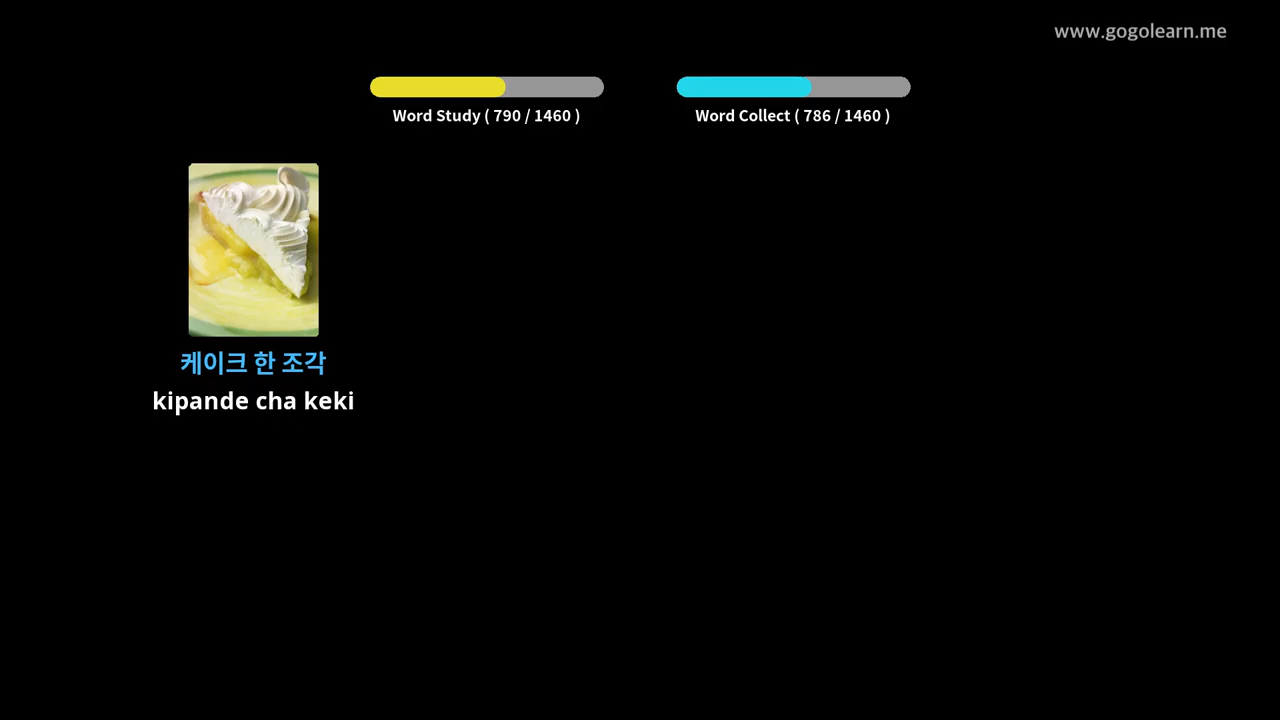 www.gogolearn.me
Word Study ( 790 / 1460 )
Word Collect ( 786 / 1460 )
케이크 한 조각
kipande cha keki